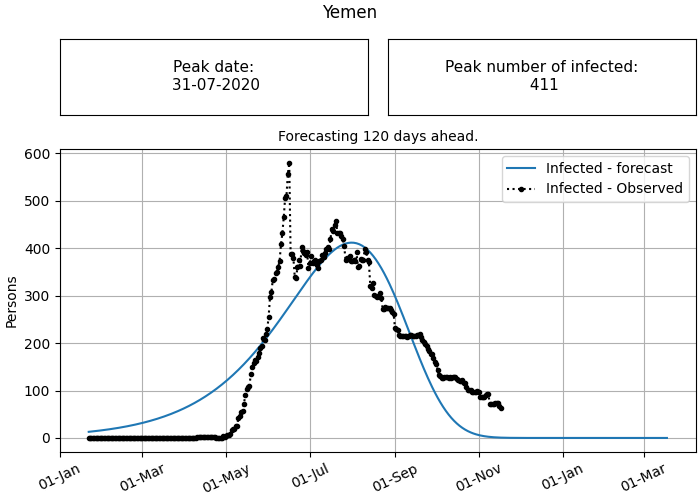 Yemen
Peak date:
31-07-2020
Peak number of infected:
411
Forecasting 120 days ahead.
Infected - forecast
Infected - Observed
Persons
600
500
400
300
200
100
0
01-Jan
01-Mar
01-May
01-Jul
01-Sep
01-Nov
01-Jan
01-Mar